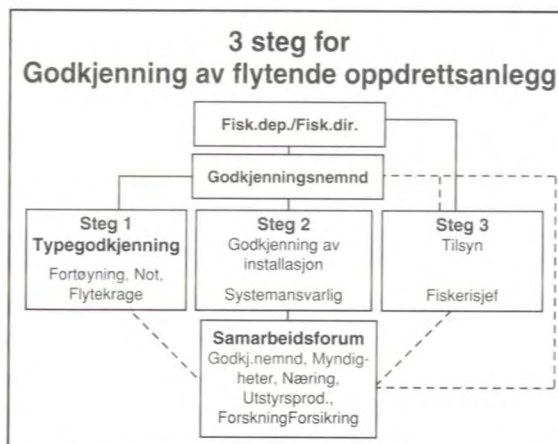 3 steg for
Godkjenning av flytende oppdrettsanlegg
Fisk.dep./Fisk.dir.
Godkjenningsnemnd
Steg 1
Typegodkjenning
Fortøyning, Not,
Flytekrage
Steg 2
Godkjenning av
installasjon
Systemansvarlig
Steg 3
Tilsyn
Fiskerisjef
Samarbeidsforum
Godkj.nemnd, Myndig-
heter, Næring,
Utstyrsprod.,
ForskningForsikring